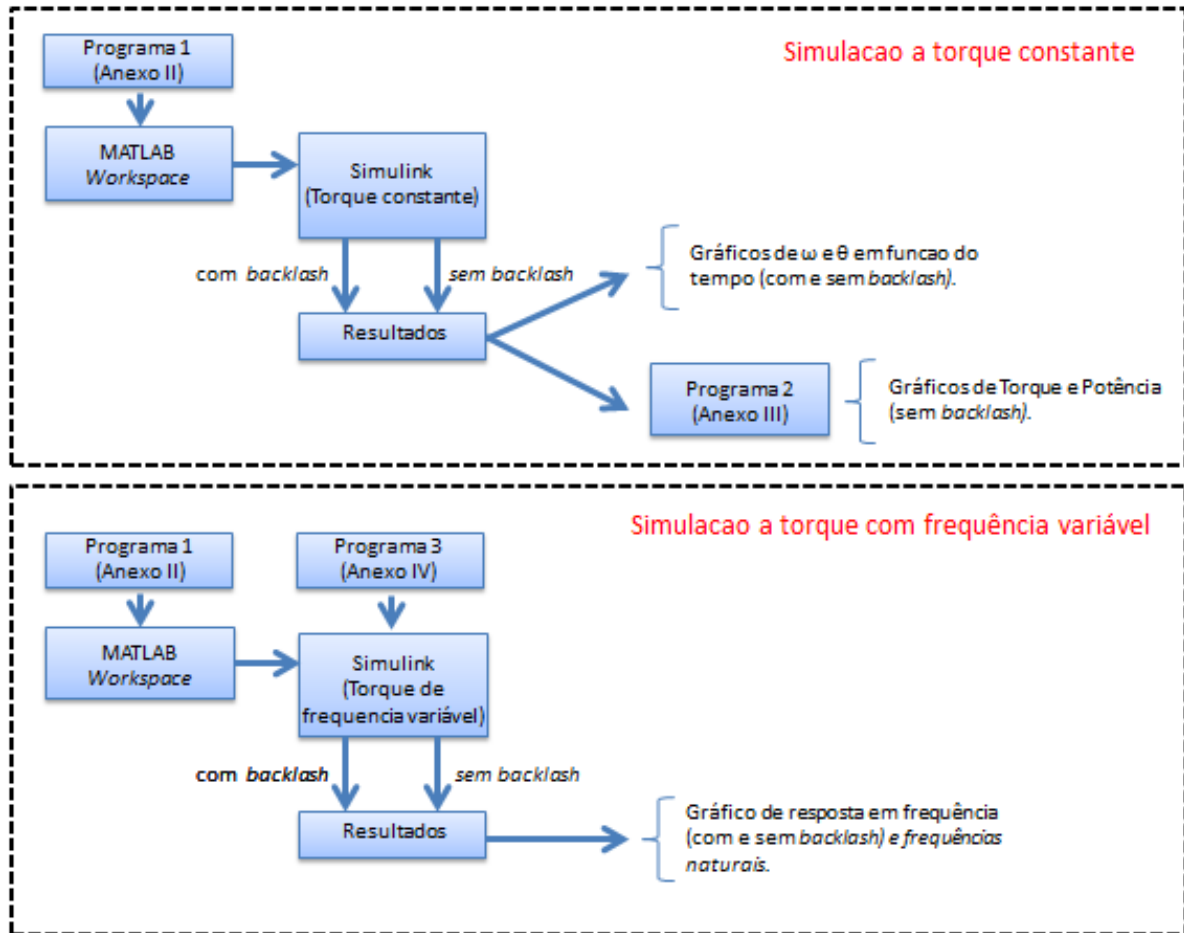 Simulacao a torque constante
Programa 1
(Anexo II)
MATLAB
Workspace
Simulink
(Torque constante)
com backlash
sem backlash
Resultados
Gráficos de ω e θ em funcao do
tempo (com e sem backlash).
Programa 2
(Anexo III)
Gráficos de Torque e Potência
(sem backlash).
Simulacao a torque com frequência variável
Programa 1
(Anexo II)
Programa 3
(Anexo IV)
MATLAB
Workspace
Simulink
(Torque de
frequencia variável)
com backlash
sem backlash
Resultados
Gráfico de resposta em frequência
(com e sem backlash) e frequências
naturais.